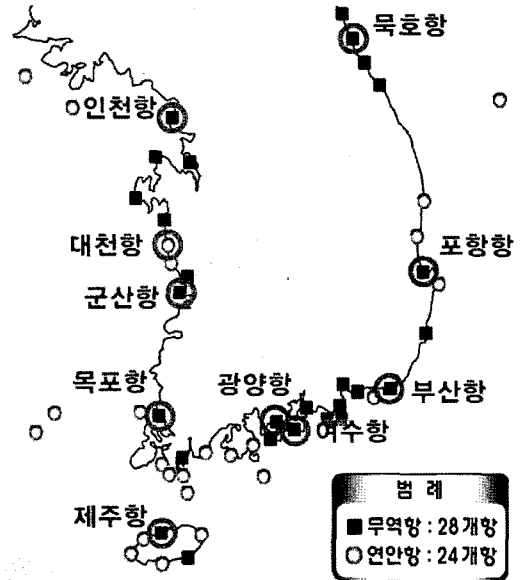 묵호항
인천항
대천항
포항항
군산항
목포항
광양항
부산항
여수항
제주항
범 례
■ 무역항 : 28개항
○ 연안항 : 24개항